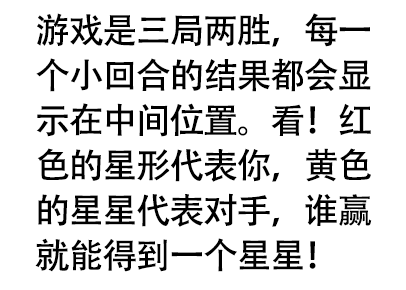 游戏是三局两胜，每一
个小回合的结果都会显
示在中间位置。看！红
色的星形代表你，黄色
的星星代表对手，谁赢
就能得到一个星星！